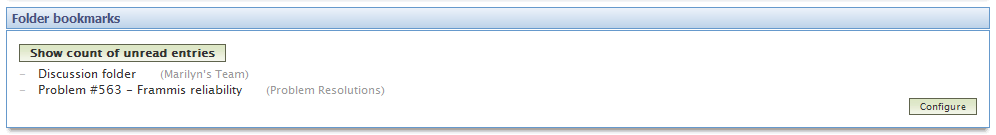 Folder bookmarks
Show count of unread entries
– Discussion folder (Marilyn's Team)
– Problem #563 – Frammis reliability (Problem Resolutions)
Configure